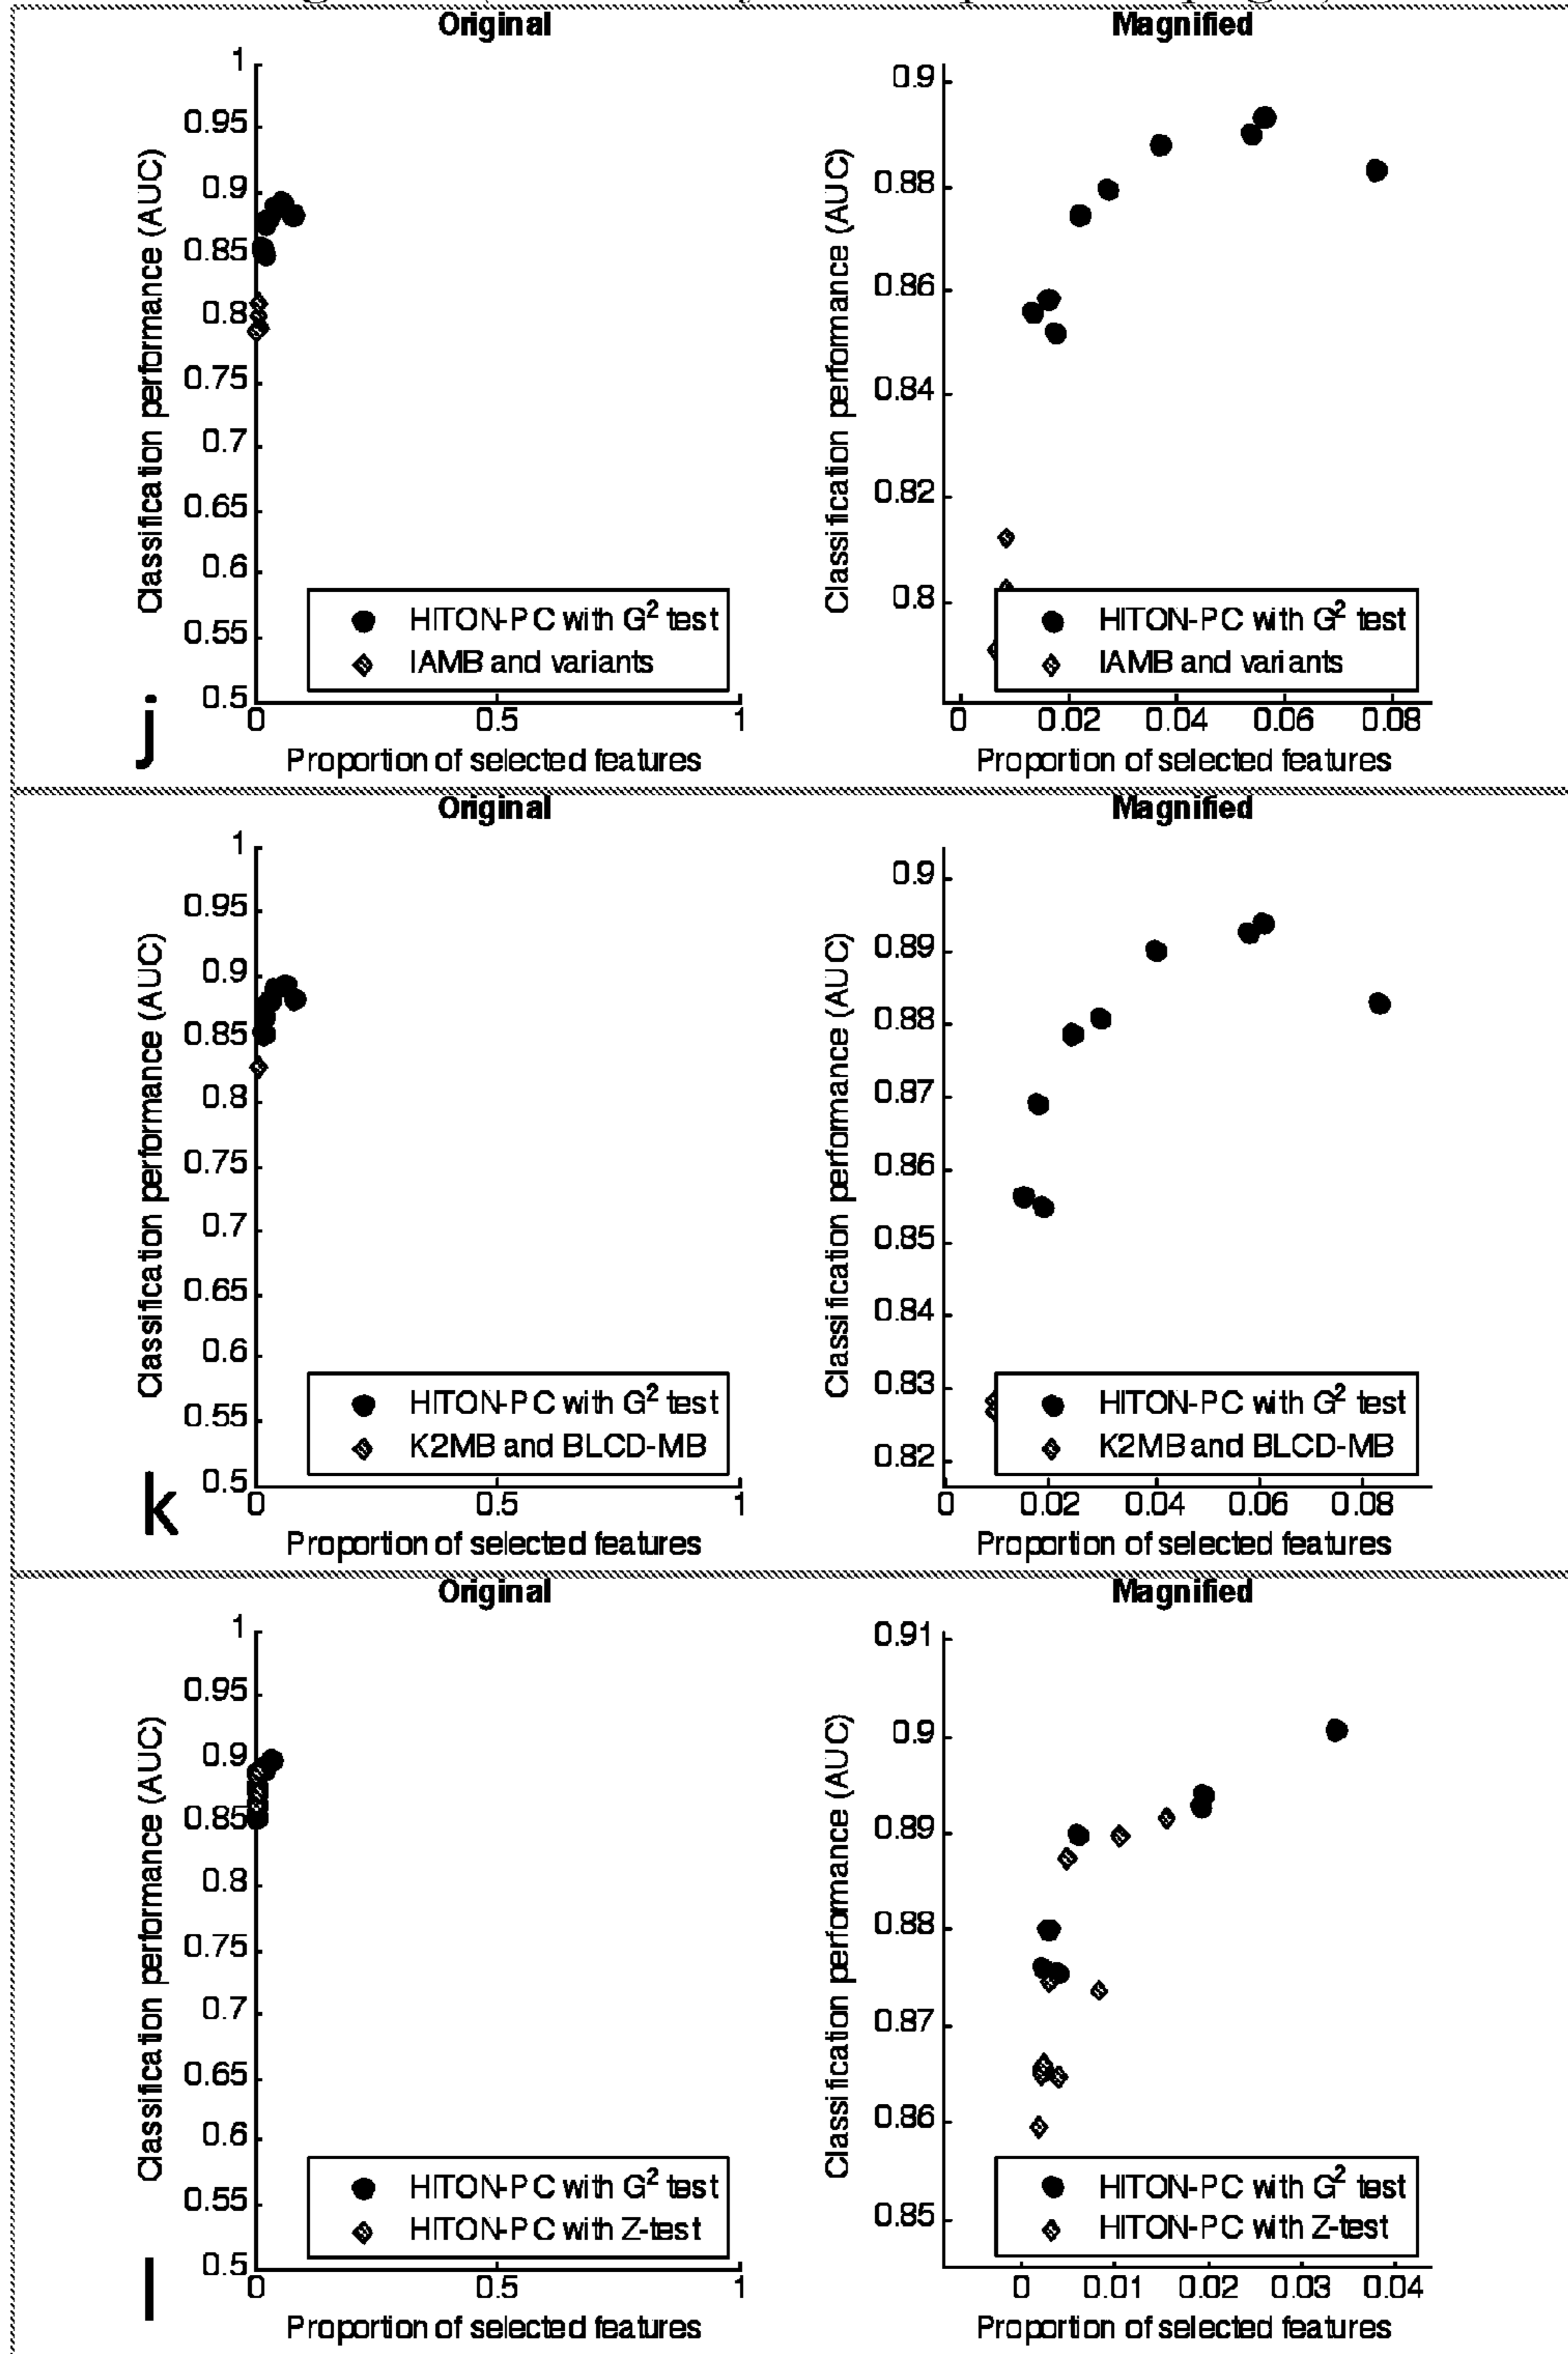 Original
Magnified
Classification performance (AUC)
1
0.95
0.9
0.85
0.8
0.75
0.7
0.65
0.6
0.55
0.5
0
0.5
1
Proportion of selected features
HITON-PC with G² test
IAMB and variants
Classification performance (AUC)
0.9
0.88
0.86
0.84
0.82
0.8
0
0.02
0.04
0.06
0.08
Proportion of selected features
HITON-PC with G² test
IAMB and variants
j
Original
Magnified
Classification performance (AUC)
1
0.95
0.9
0.85
0.8
0.75
0.7
0.65
0.6
0.55
0.5
0
0.5
1
Proportion of selected features
HITON-PC with G² test
K2MB and BLCD-MB
Classification performance (AUC)
0.9
0.89
0.88
0.87
0.86
0.85
0.84
0.83
0.82
0
0.02
0.04
0.06
0.08
Proportion of selected features
HITON-PC with G² test
K2MB and BLCD-MB
k
Original
Magnified
Classification performance (AUC)
1
0.95
0.9
0.85
0.8
0.75
0.7
0.65
0.6
0.55
0.5
0
0.5
1
Proportion of selected features
HITON-PC with G² test
HITON-PC with Z-test
Classification performance (AUC)
0.91
0.9
0.89
0.88
0.87
0.86
0.85
0
0.01
0.02
0.03
0.04
Proportion of selected features
HITON-PC with G² test
HITON-PC with Z-test
l